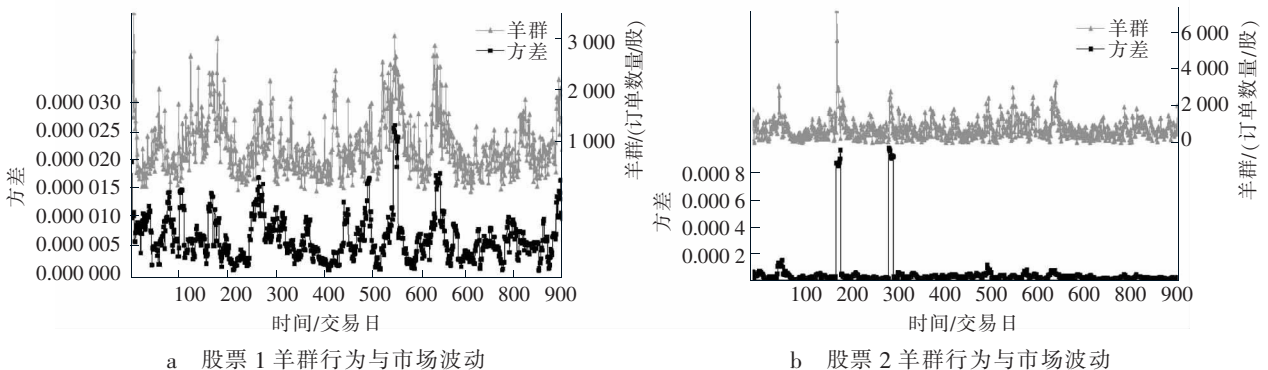 羊群
方差
3 000
2 000
1 000
羊群/(订单数量/股)
0.000 030
0.000 025
0.000 020
0.000 015
0.000 010
0.000 005
0.000 000
方差
100 200 300 400 500 600 600 800 900
时间/交易日
a 股票 1 羊群行为与市场波动
羊群
方差
6 000
4 000
2 000
0
羊群/(订单数量/股)
0.000 8
0.000 6
0.000 4
0.000 2
方差
100 200 300 400 500 600 600 800 900
时间/交易日
b 股票 2 羊群行为与市场波动